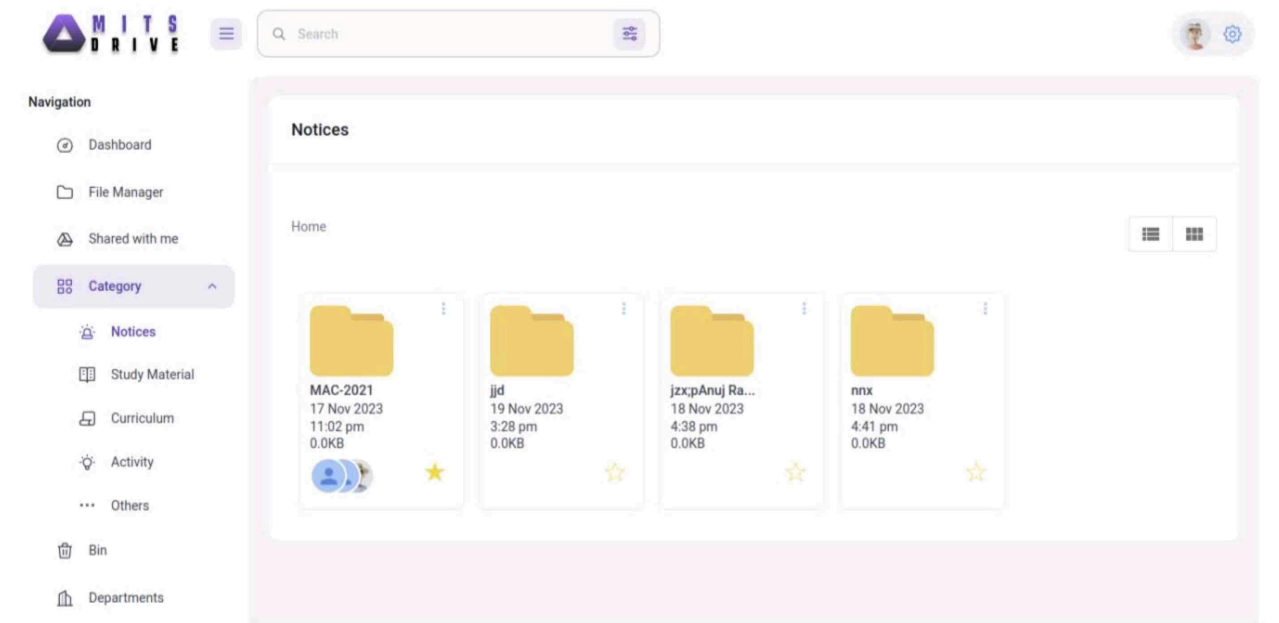 MITS
DRIVE
Search
Navigation
Dashboard
File Manager
Shared with me
Category
Notices
Study Material
Curriculum
Activity
Others
Bin
Departments
Notices
Home
MAC-2021
17 Nov 2023
11:02 pm
0.0KB
jjd
19 Nov 2023
3:28 pm
0.0KB
jzx;pAnuj Ra...
18 Nov 2023
4:38 pm
0.0KB
nnx
18 Nov 2023
4:41 pm
0.0KB